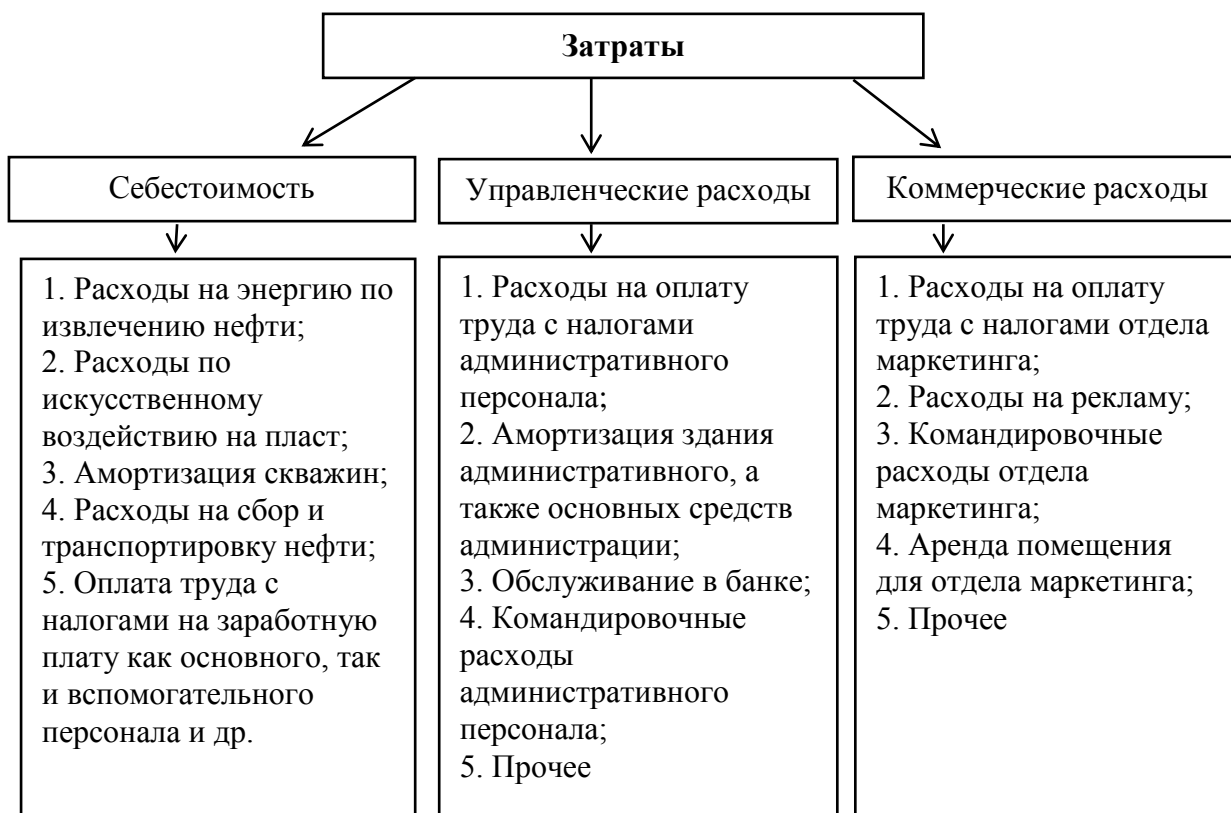 Затраты
Себестоимость
Управленческие расходы
Коммерческие расходы
1. Расходы на энергию по
извлечению нефти;
2. Расходы по
искусственному
воздействию на пласт;
3. Амортизация скважин;
4. Расходы на сбор и
транспортировку нефти;
5. Оплата труда с
налогами на заработную
плату как основного, так
и вспомогательного
персонала и др.
1. Расходы на оплату
труда с налогами
административного
персонала;
2. Амортизация здания
административного, а
также основных средств
администрации;
3. Обслуживание в банке;
4. Командировочные
расходы
административного
персонала;
5. Прочее
1. Расходы на оплату
труда с налогами отдела
маркетинга;
2. Расходы на рекламу;
3. Командировочные
расходы отдела
маркетинга;
4. Аренда помещения
для отдела маркетинга;
5. Прочее